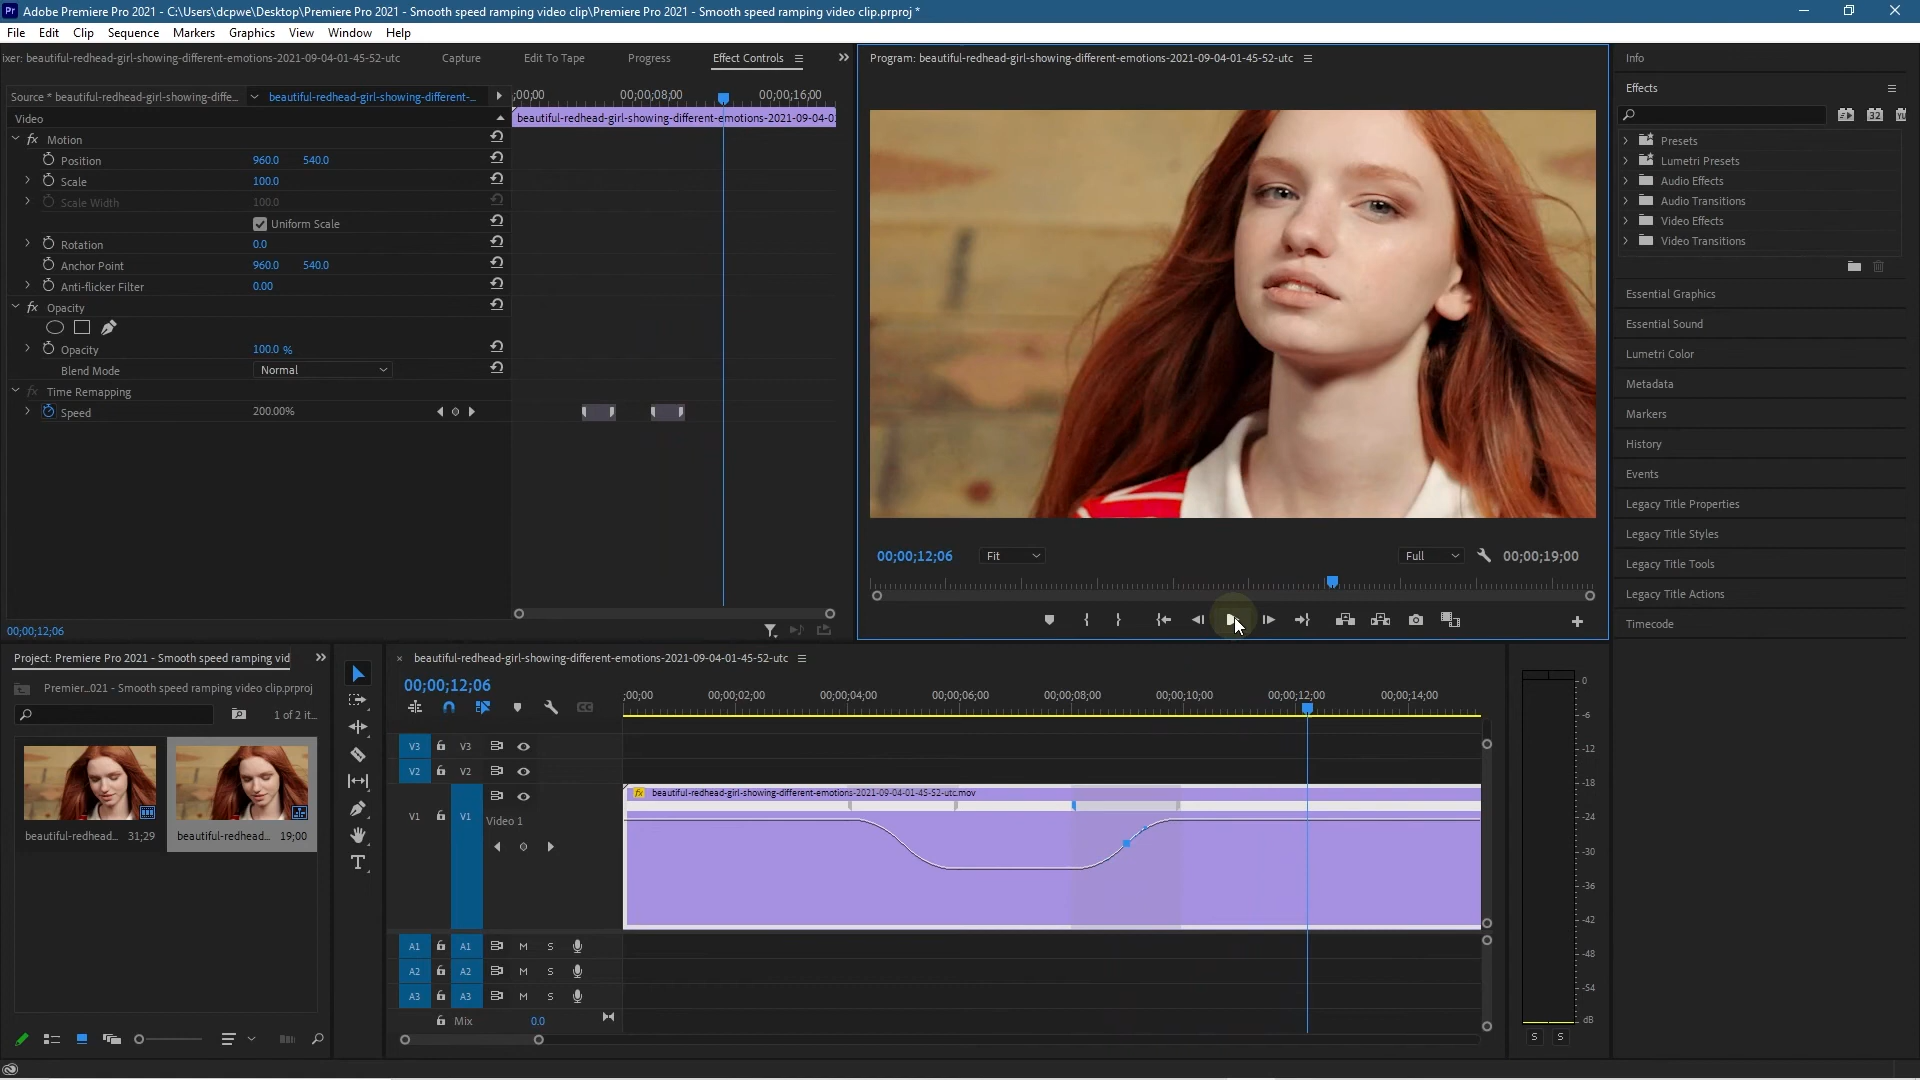 Adobe Premiere Pro 2021 - C:\Users\dcpwe\Desktop\Premiere Pro 2021 - Smooth speed ramping video clip\Premiere Pro 2021 - Smooth speed ramping video clip.prproj *
File Edit Clip Sequence Markers Graphics View Window Help
ixer: beautiful-redhead-girl-showing-different-emotions-2021-09-04-01-45-52-utc Capture Edit To Tape Progress Effect Controls
Source * beautiful-redhead-girl-showing-diffe... beautiful-redhead-girl-showing-different-...
;00;00 00;00;08;00 00;00;16;00
beautiful-redhead-girl-showing-different-emotions-2021-09-04-0
Video
fx Motion
Position 960.0 540.0
Scale 100.0
Scale Width 100.0
Uniform Scale
Rotation 0.0
Anchor Point 960.0 540.0
Anti-flicker Filter 0.00
fx Opacity
Opacity 100.0 %
Blend Mode Normal
fx Time Remapping
Speed 200.00%
00;00;12;06
Program: beautiful-redhead-girl-showing-different-emotions-2021-09-04-01-45-52-utc
00;00;12;06 Fit Full 00;00;19;00
Info
Effects
32
Presets
Lumetri Presets
Audio Effects
Audio Transitions
Video Effects
Video Transitions
Essential Graphics
Essential Sound
Lumetri Color
Metadata
Markers
History
Events
Legacy Title Properties
Legacy Title Styles
Legacy Title Tools
Legacy Title Actions
Timecode
Project: Premiere Pro 2021 - Smooth speed ramping vid
Premier...021 - Smooth speed ramping video clip.prproj
1 of 2 it...
beautiful-redhead... 31;29
beautiful-redhead... 19;00
beautiful-redhead-girl-showing-different-emotions-2021-09-04-01-45-52-utc
00;00;12;06
;00;00 00;00;02;00 00;00;04;00 00;00;06;00 00;00;08;00 00;00;10;00 00;00;12;00 00;00;14;00
V3 V3
V2 V2
fx beautiful-redhead-girl-showing-different-emotions-2021-09-04-01-45-52-utc.mov
V1 V1 Video 1
A1 A1 M S
A2 A2 M S
A3 A3 M S
Mix 0.0
0
-6
-12
-18
-24
-30
-36
-42
-48
-54
dB
S S